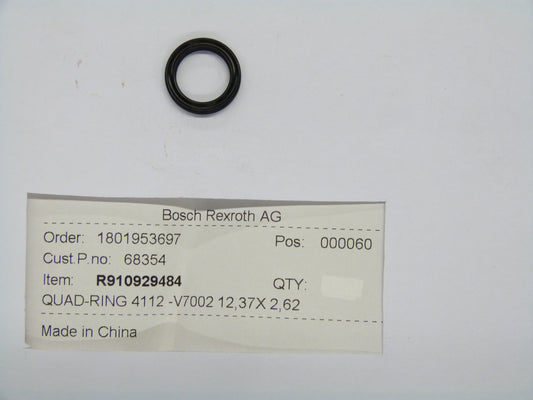 Bosch Rexroth AG
Order: 1801953697 Pos: 000060
Cust.P.no: 68354
Item: R910929484 QTY:
QUAD-RING 4112 -V7002 12,37X 2,62
Made in China